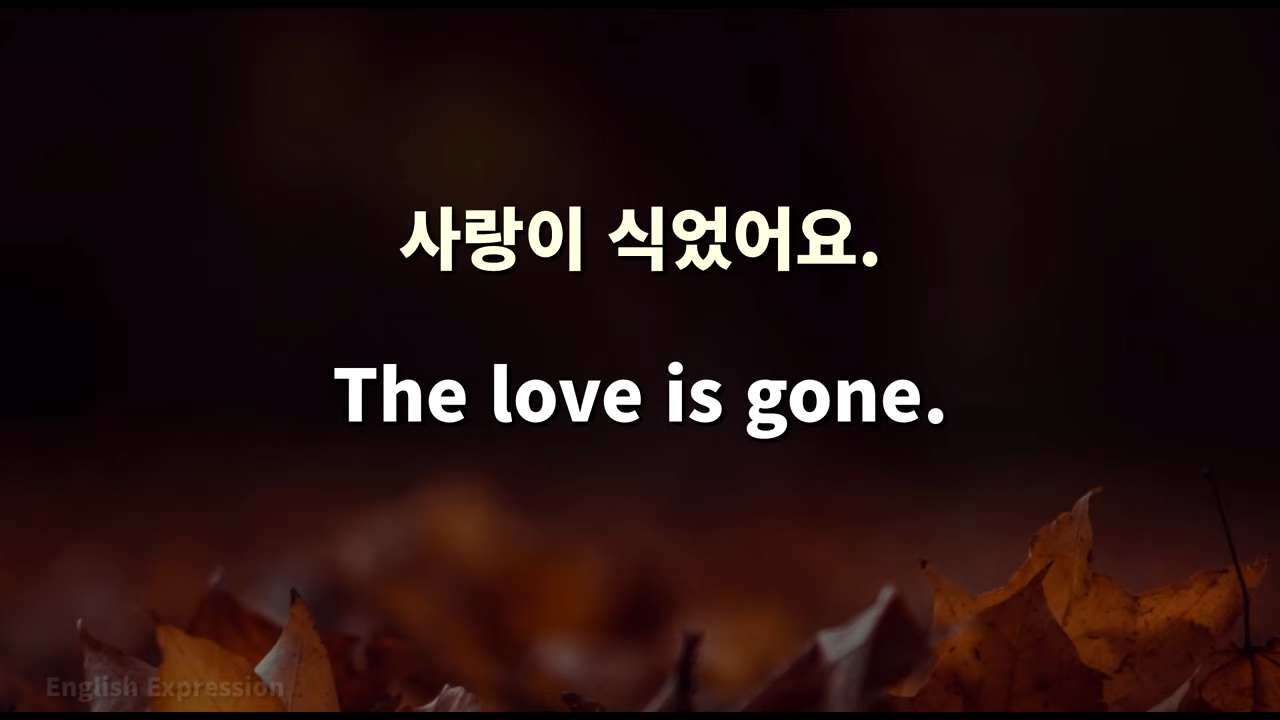 사랑이 식었어요.
The love is gone.
English Expression